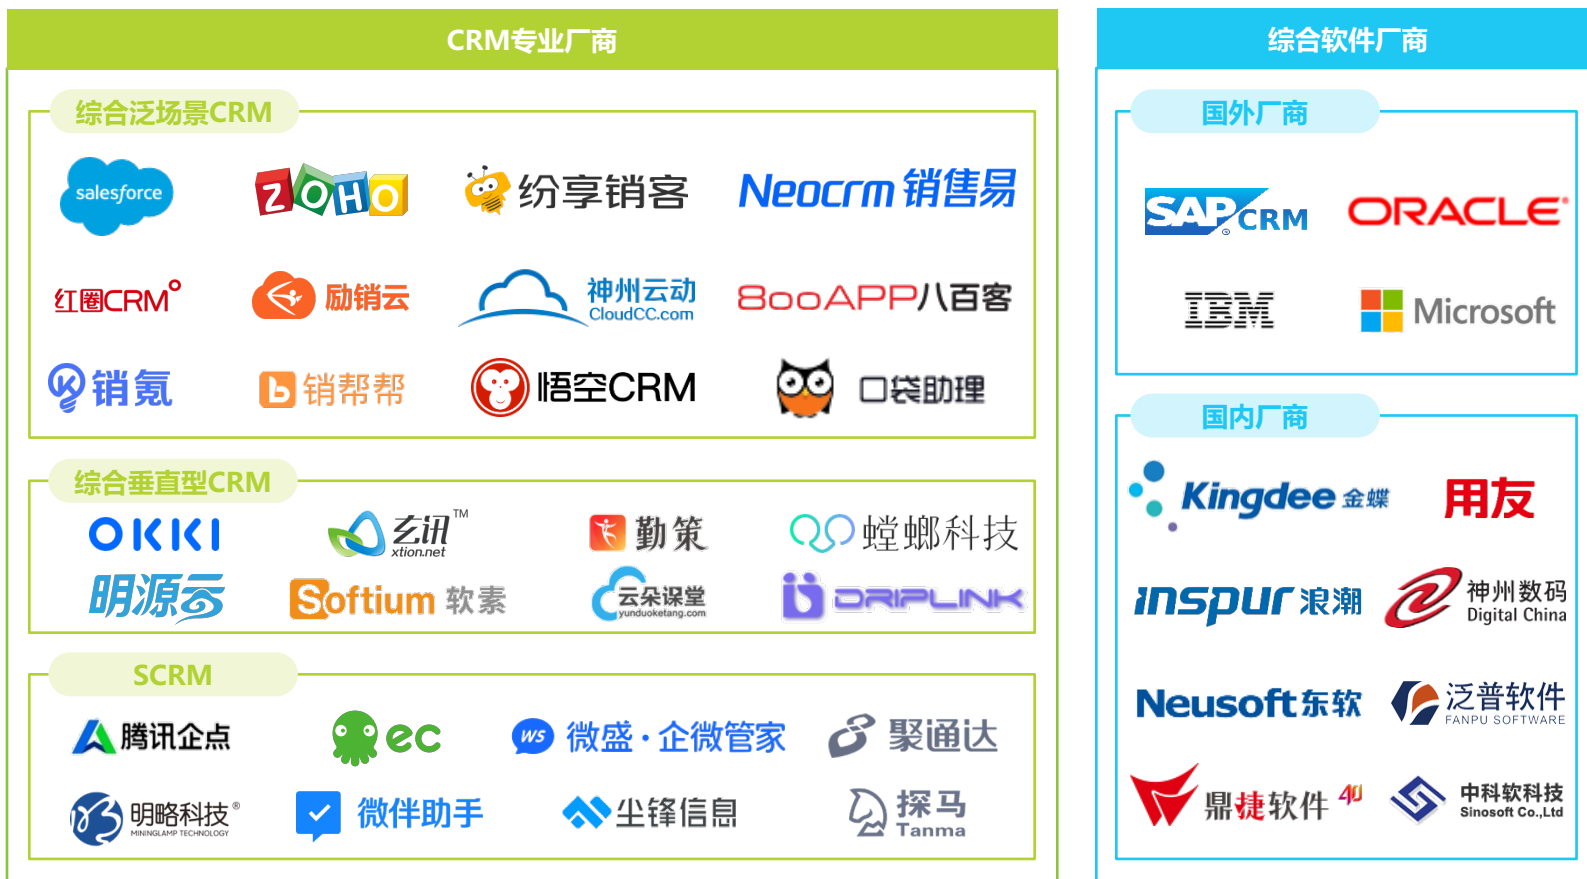 CRM专业厂商
综合泛场景CRM
salesforce
ZOHO
纷享销客
Neocrm 销售易
红圈CRM
励销云
神州云动
CloudCC.com
800APP八百客
销氪
b 销帮帮
悟空CRM
口袋助理
综合垂直型CRM
OKKI
玄讯™
xtion.net
勤策
螳螂科技
明源云
Softium 软素
云朵课堂
yunduoketang.com
DRIPLINK
SCRM
腾讯企点
ec
WS 微盛·企微管家
聚通达
明略科技®
MININGLAMP TECHNOLOGY
微伴助手
尘锋信息
探马
Tanma
综合软件厂商
国外厂商
SAP® CRM
ORACLE®
IBM
Microsoft
国内厂商
Kingdee 金蝶
用友
inspur 浪潮
神州数码
Digital China
Neusoft 东软
泛普软件
FANPU SOFTWARE
鼎捷软件 40
中科软科技
Sinosoft Co.,Ltd